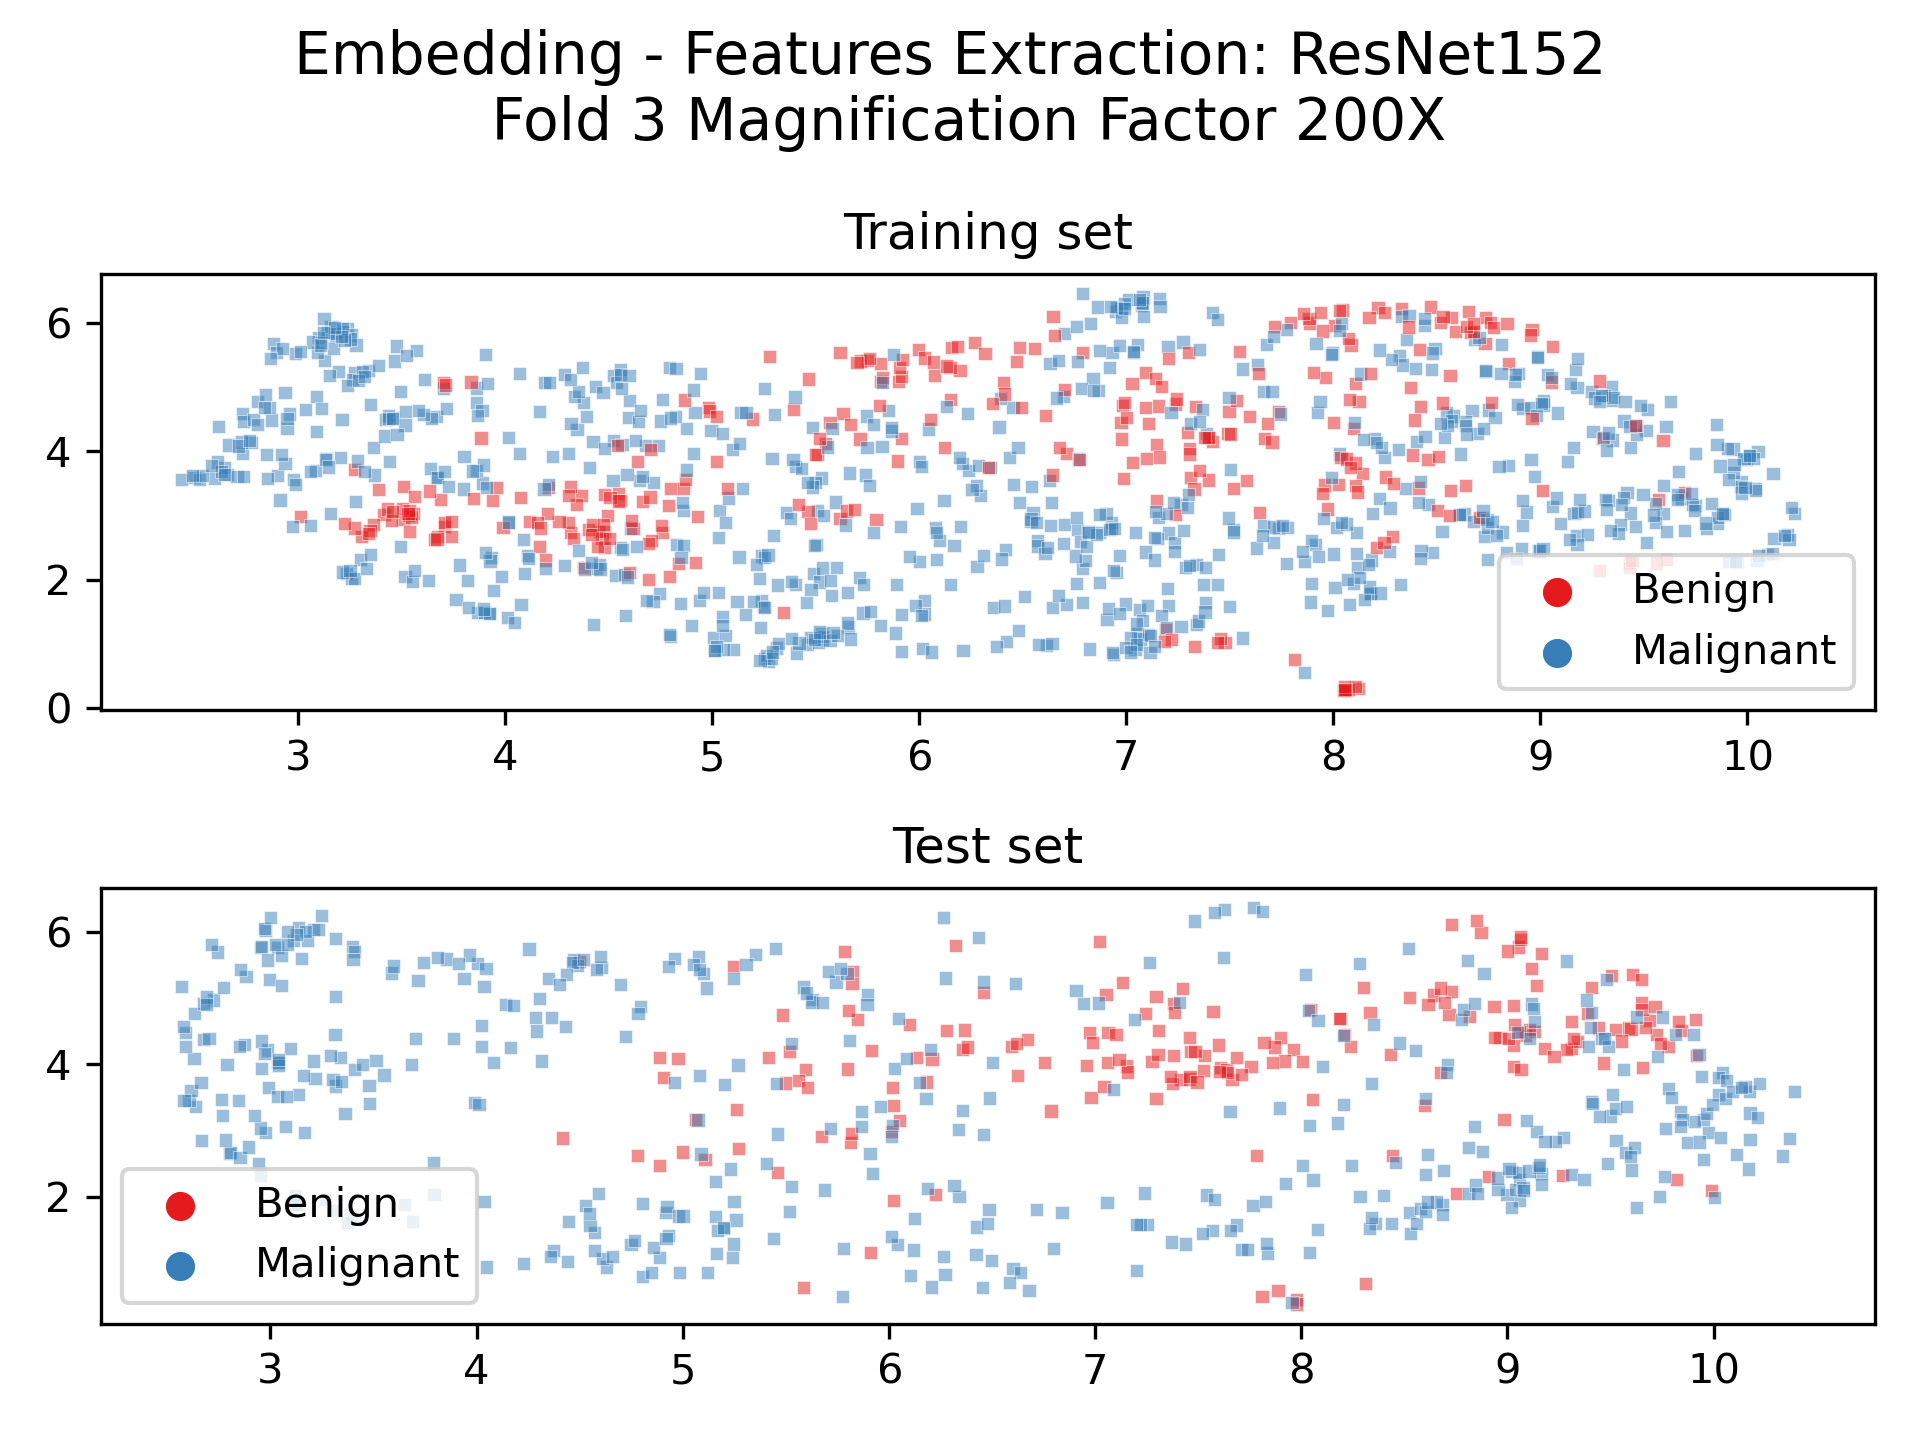 Embedding - Features Extraction: ResNet152
Fold 3 Magnification Factor 200X
Training set
6
4
2
0
3 4 5 6 7 8 9 10
Benign
Malignant
Test set
6
4
2
3 4 5 6 7 8 9 10
Benign
Malignant